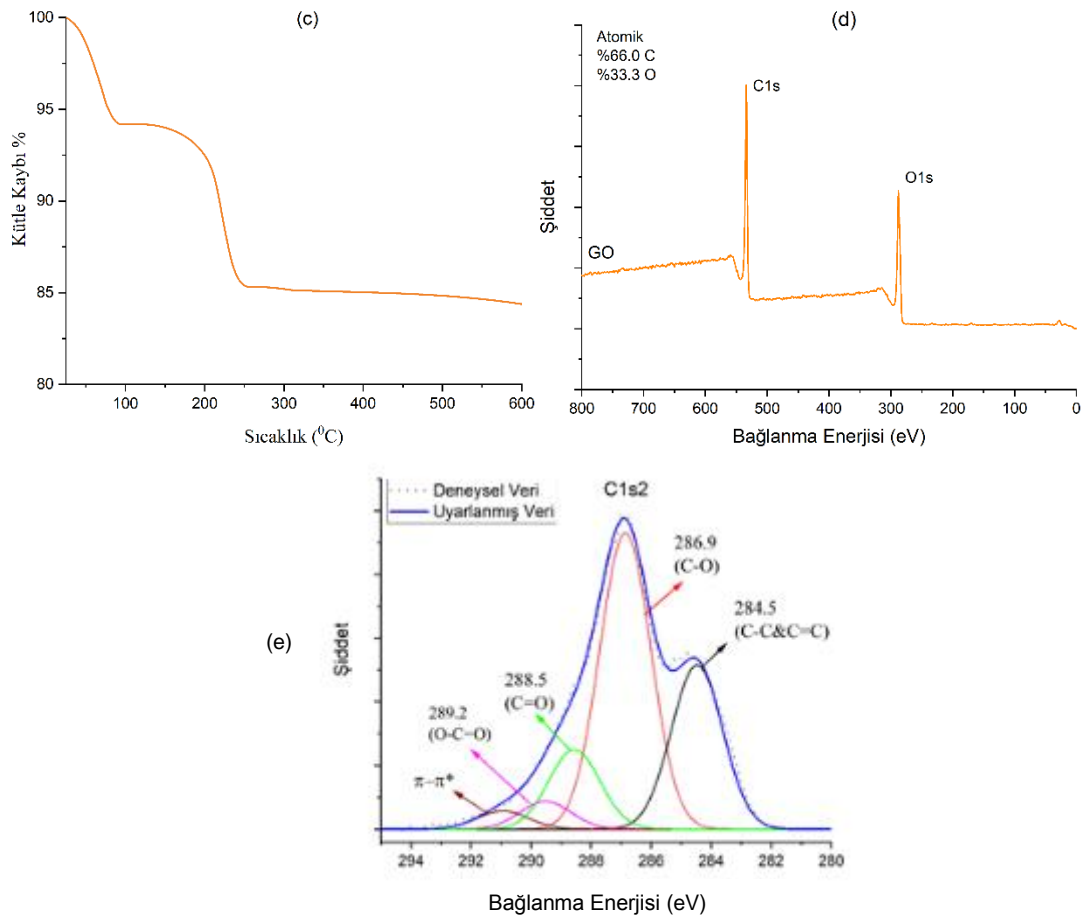 (c)
100
95
90
85
80
Kütle Kaybı %
100
200
300
400
500
600
Sıcaklık (⁰C)
(d)
Atomik
%66.0 C
%33.3 O
C1s
O1s
GO
Şiddet
800
700
600
500
400
300
200
100
0
Bağlanma Enerjisi (eV)
(e)
Deneysel Veri
Uyarlanmış Veri
C1s2
286.9
(C-O)
284.5
(C-C&C=C)
288.5
(C=O)
289.2
(O-C=O)
π−π*
Şiddet
294
292
290
288
286
284
282
280
Bağlanma Enerjisi (eV)